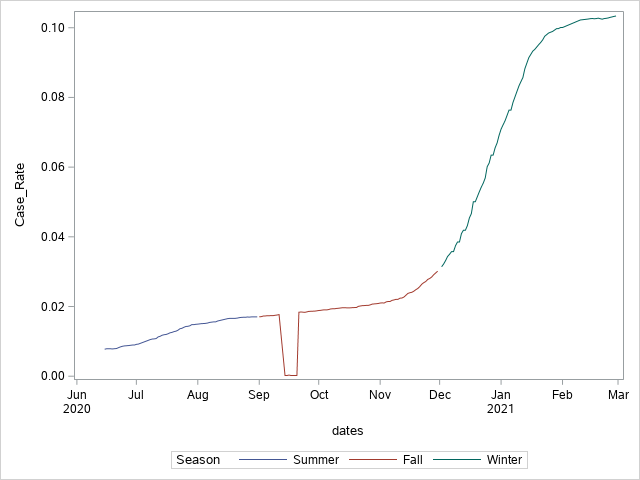 0.10
0.08
0.06
0.04
0.02
0.00
Case_Rate
Jun Jul Aug Sep Oct Nov Dec Jan Feb Mar
2020 2021
dates
Season Summer Fall Winter